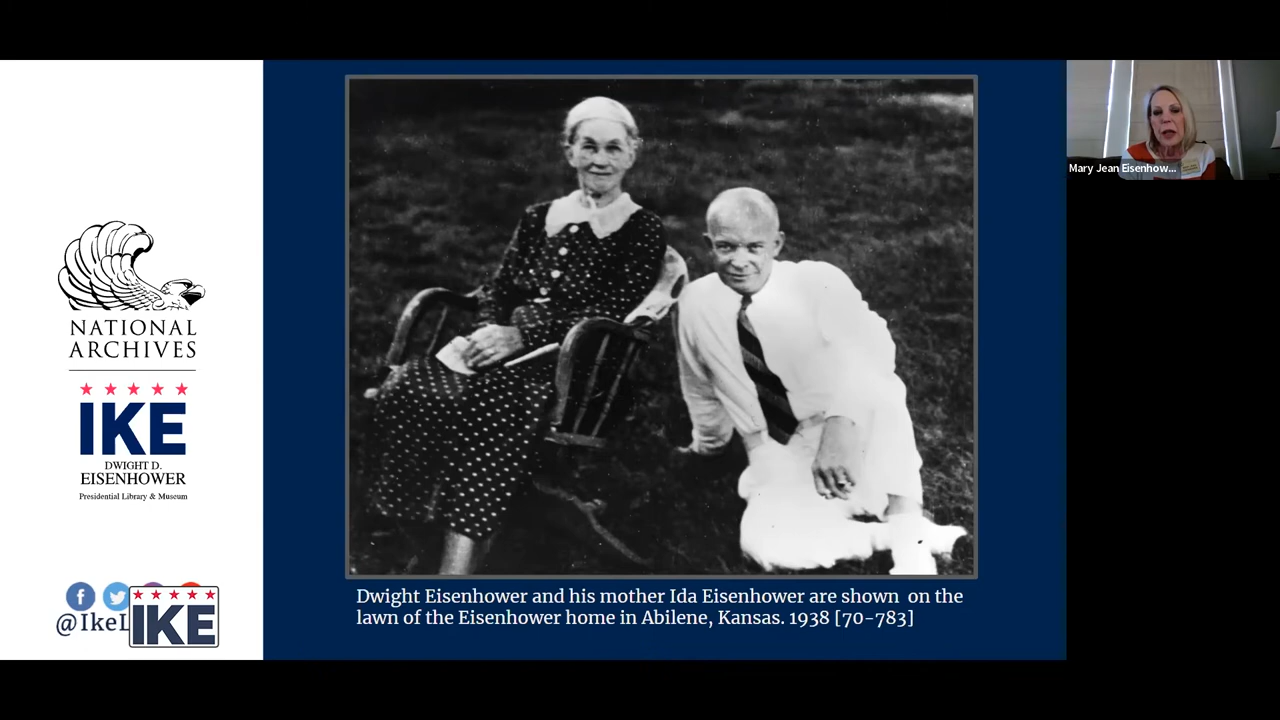 NATIONAL
ARCHIVES
IKE
DWIGHT D.
EISENHOWER
Presidential Library & Museum
@IkeL
IKE
Dwight Eisenhower and his mother Ida Eisenhower are shown on the
lawn of the Eisenhower home in Abilene, Kansas. 1938 [70-783]
Mary Jean Eisenhow...